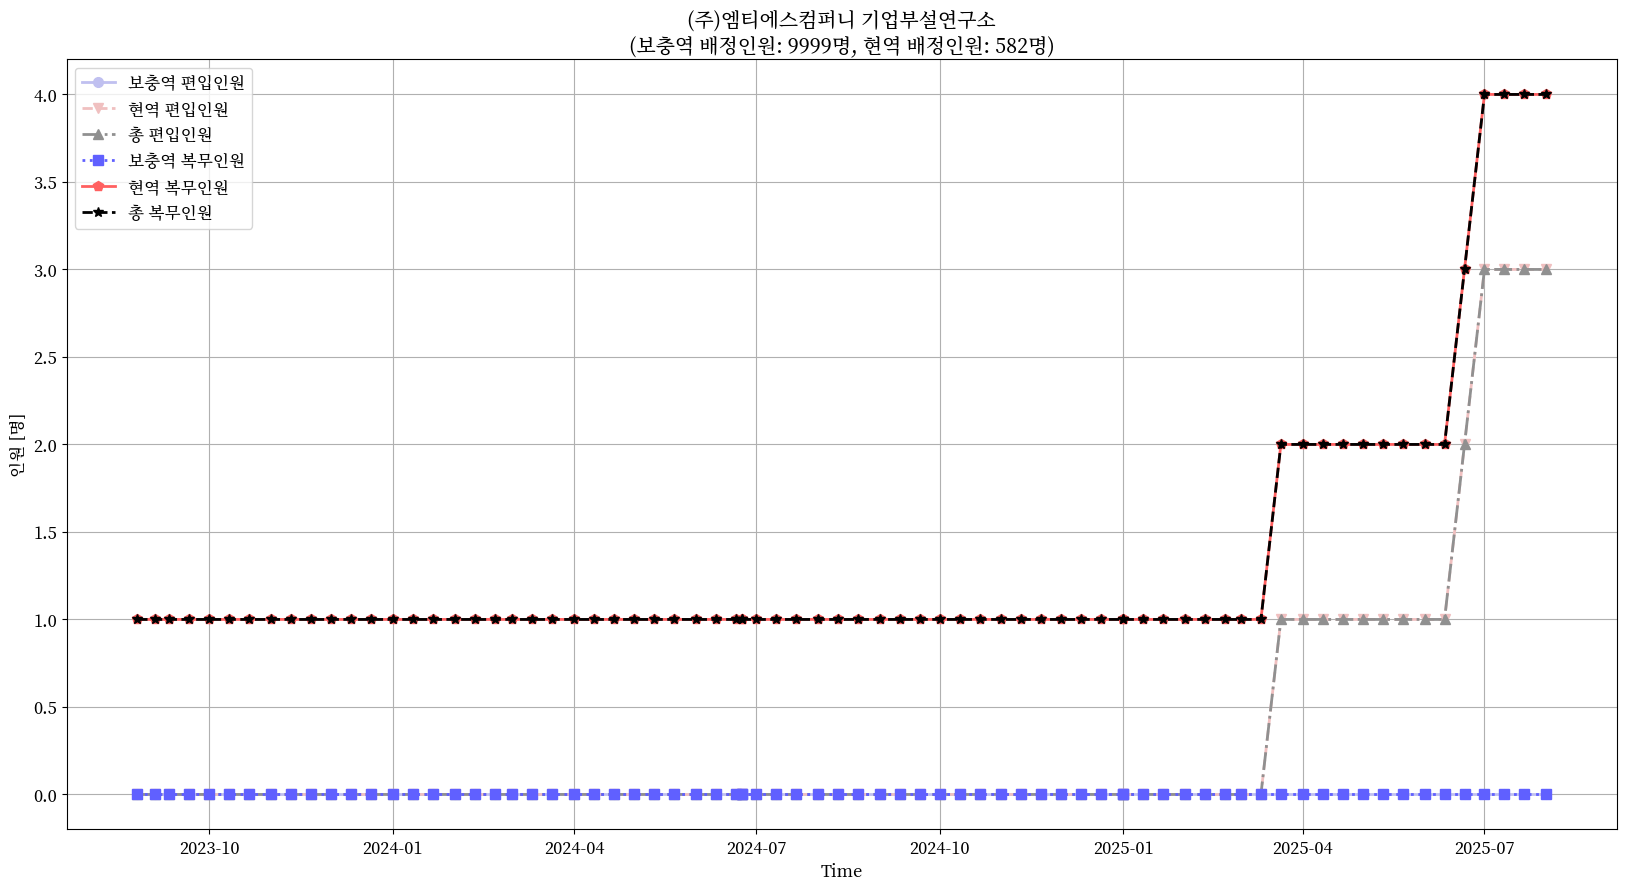 (주)엠티에스컴퍼니 기업부설연구소
(보충역 배정인원: 9999명, 현역 배정인원: 582명)
보충역 편입인원
현역 편입인원
총 편입인원
보충역 복무인원
현역 복무인원
총 복무인원
4.0
3.5
3.0
2.5
2.0
1.5
1.0
0.5
0.0
인원 [명]
2023-10
2024-01
2024-04
2024-07
2024-10
2025-01
2025-04
2025-07
Time